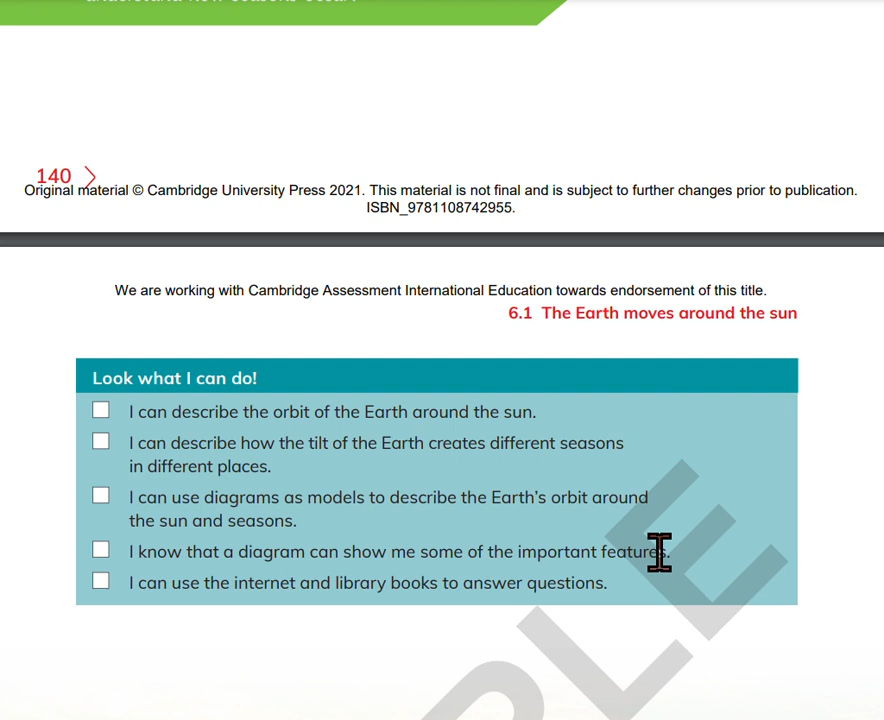 understand how seasons occur.
140
Original material © Cambridge University Press 2021. This material is not final and is subject to further changes prior to publication.
ISBN_9781108742955.
We are working with Cambridge Assessment International Education towards endorsement of this title.
6.1 The Earth moves around the sun
Look what I can do!
I can describe the orbit of the Earth around the sun.
I can describe how the tilt of the Earth creates different seasons
in different places.
I can use diagrams as models to describe the Earth's orbit around
the sun and seasons.
I know that a diagram can show me some of the important features.
I can use the internet and library books to answer questions.
PLE